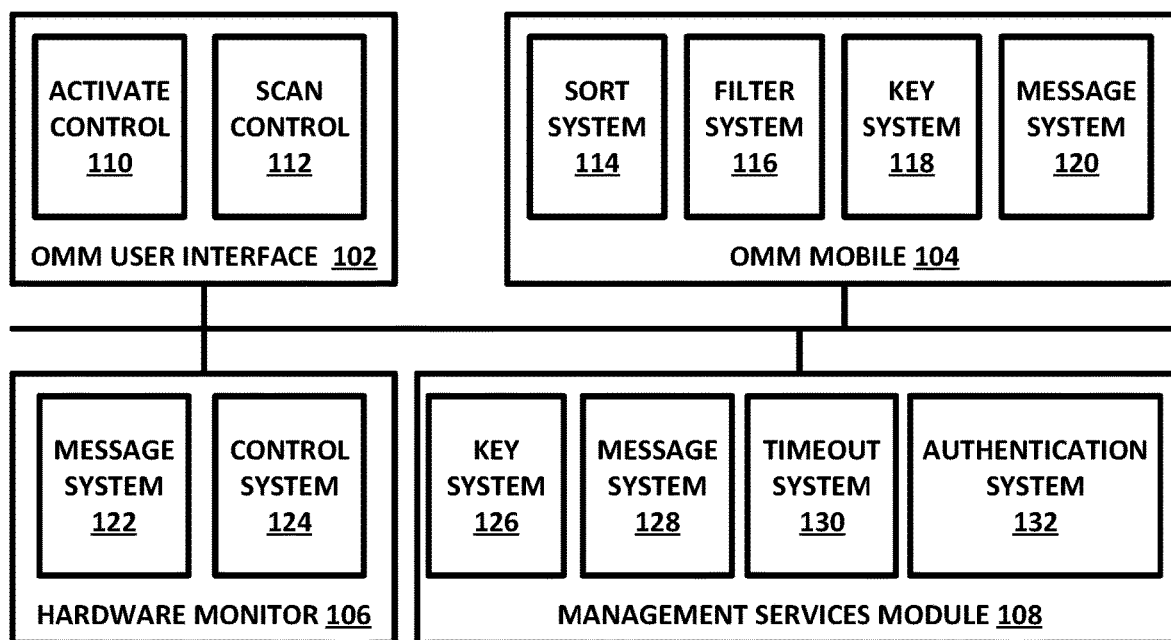 ACTIVATE
CONTROL
110
SCAN
CONTROL
112
OMM USER INTERFACE 102
SORT
SYSTEM
114
FILTER
SYSTEM
116
KEY
SYSTEM
118
MESSAGE
SYSTEM
120
OMM MOBILE 104
MESSAGE
SYSTEM
122
CONTROL
SYSTEM
124
HARDWARE MONITOR 106
KEY
SYSTEM
126
MESSAGE
SYSTEM
128
TIMEOUT
SYSTEM
130
AUTHENTICATION
SYSTEM
132
MANAGEMENT SERVICES MODULE 108